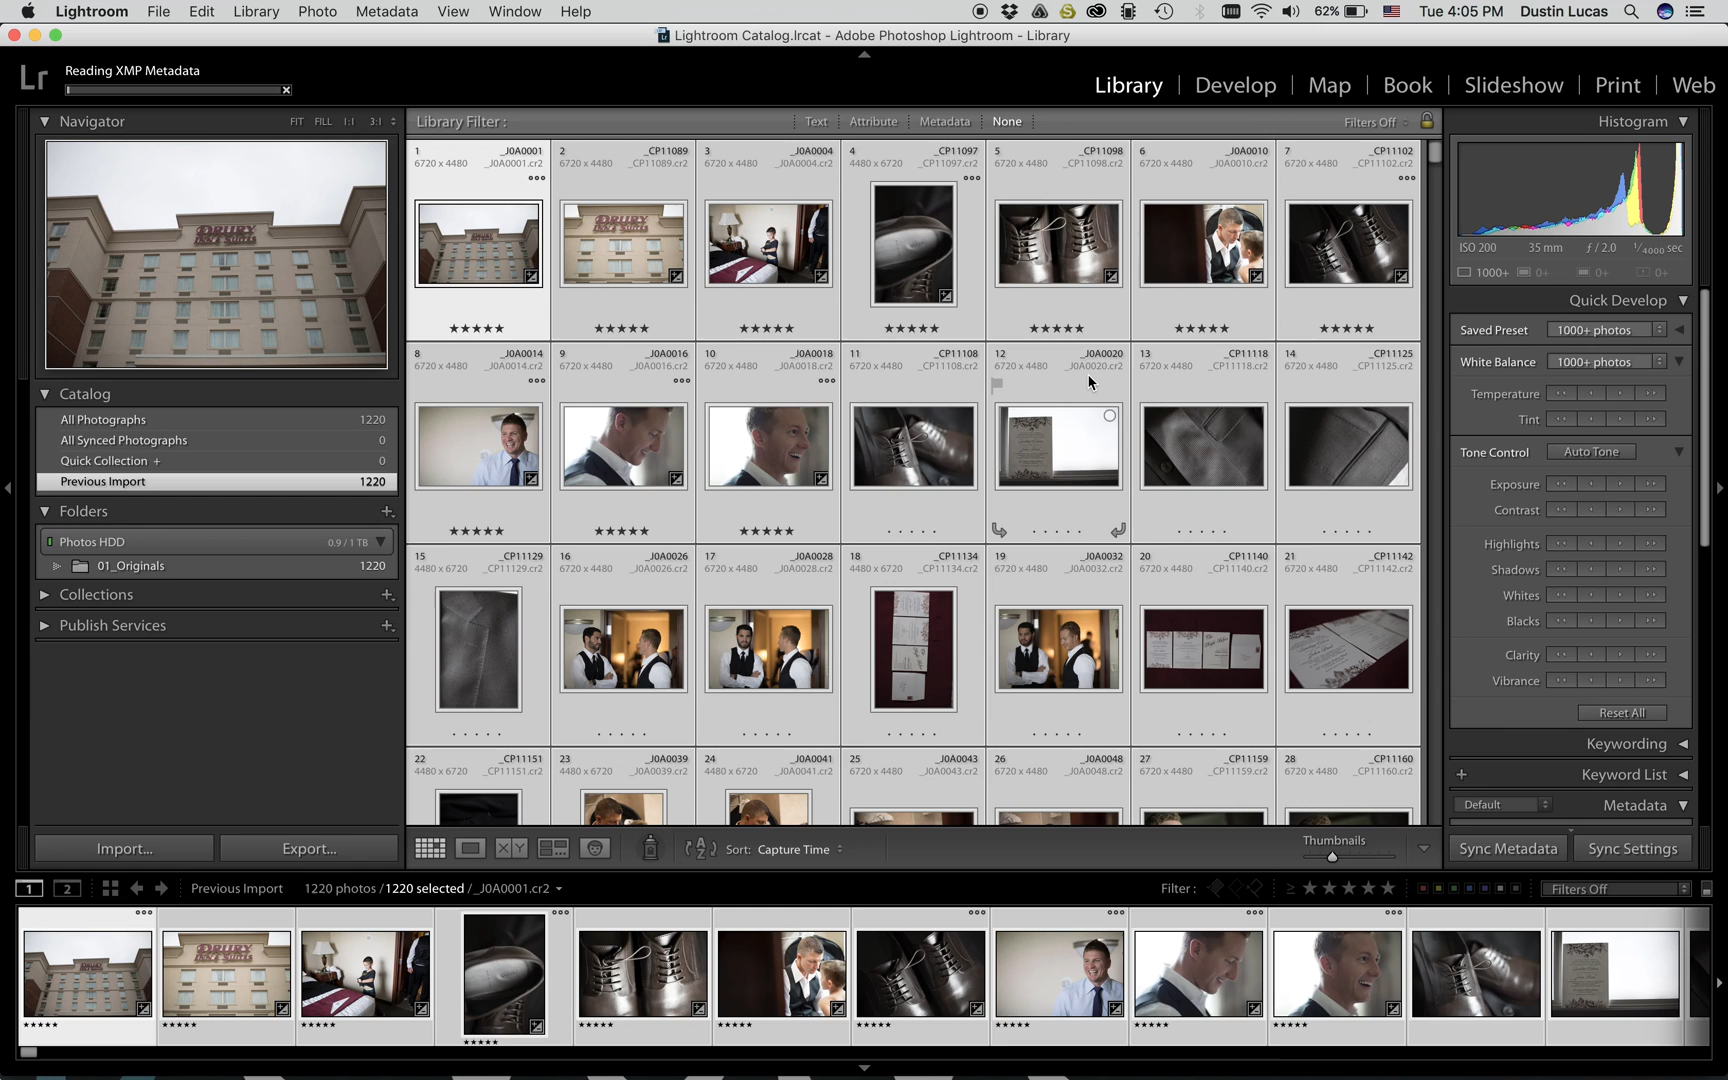 Lightroom File Edit Library Photo Metadata View Window Help 62% Tue 4:05 PM Dustin Lucas
Lightroom Catalog.lrcat - Adobe Photoshop Lightroom - Library
Lr Reading XMP Metadata
Library Develop Map Book Slideshow Print Web
Navigator FIT FILL 1:1 3:1
Library Filter : Text Attribute Metadata None Filters Off
Histogram
DRURY
INN & SUITES
1 _J0A0001
6720 x 4480 _J0A0001.cr2
2 _CP11089
6720 x 4480 _CP11089.cr2
3 _J0A0004
6720 x 4480 _J0A0004.cr2
4 _CP11097
6720 x 4480 _CP11097.cr2
5 _CP11098
6720 x 4480 _CP11098.cr2
6 _J0A0010
6720 x 4480 _J0A0010.cr2
7 _CP11102
6720 x 4480 _CP11102.cr2
ISO 200 35 mm ƒ / 2.0 1/4000 sec
1000+ 0+ 0+ 0+
Quick Develop
Saved Preset 1000+ photos
White Balance 1000+ photos
Temperature
Tint
Tone Control Auto Tone
Exposure
Contrast
Highlights
Shadows
Whites
Blacks
Clarity
Vibrance
Reset All
Keywording
Keyword List
Default Metadata
Sync Metadata Sync Settings
8 _J0A0014
6720 x 4480 _J0A0014.cr2
9 _J0A0016
6720 x 4480 _J0A0016.cr2
10 _J0A0018
6720 x 4480 _J0A0018.cr2
11 _CP11108
6720 x 4480 _CP11108.cr2
12 _J0A0020
6720 x 4480 _J0A0020.cr2
13 _CP11118
6720 x 4480 _CP11118.cr2
14 _CP11125
6720 x 4480 _CP11125.cr2
Catalog
All Photographs 1220
All Synced Photographs 0
Quick Collection + 0
Previous Import 1220
Folders
Photos HDD 0.9 / 1 TB
01_Originals 1220
Collections
Publish Services
15 _CP11129
4480 x 6720 _CP11129.cr2
16 _J0A0026
6720 x 4480 _J0A0026.cr2
17 _J0A0028
6720 x 4480 _J0A0028.cr2
18 _CP11134
4480 x 6720 _CP11134.cr2
19 _J0A0032
6720 x 4480 _J0A0032.cr2
20 _CP11140
6720 x 4480 _CP11140.cr2
21 _CP11142
6720 x 4480 _CP11142.cr2
22 _CP11151
4480 x 6720 _CP11151.cr2
23 _J0A0039
4480 x 6720 _J0A0039.cr2
24 _J0A0041
4480 x 6720 _J0A0041.cr2
25 _J0A0043
6720 x 4480 _J0A0043.cr2
26 _J0A0048
6720 x 4480 _J0A0048.cr2
27 _CP11159
6720 x 4480 _CP11159.cr2
28 _CP11160
6720 x 4480 _CP11160.cr2
Import... Export...
Sort: Capture Time Thumbnails
1 2 Previous Import 1220 photos / 1220 selected / _J0A0001.cr2 Filter : Filters Off